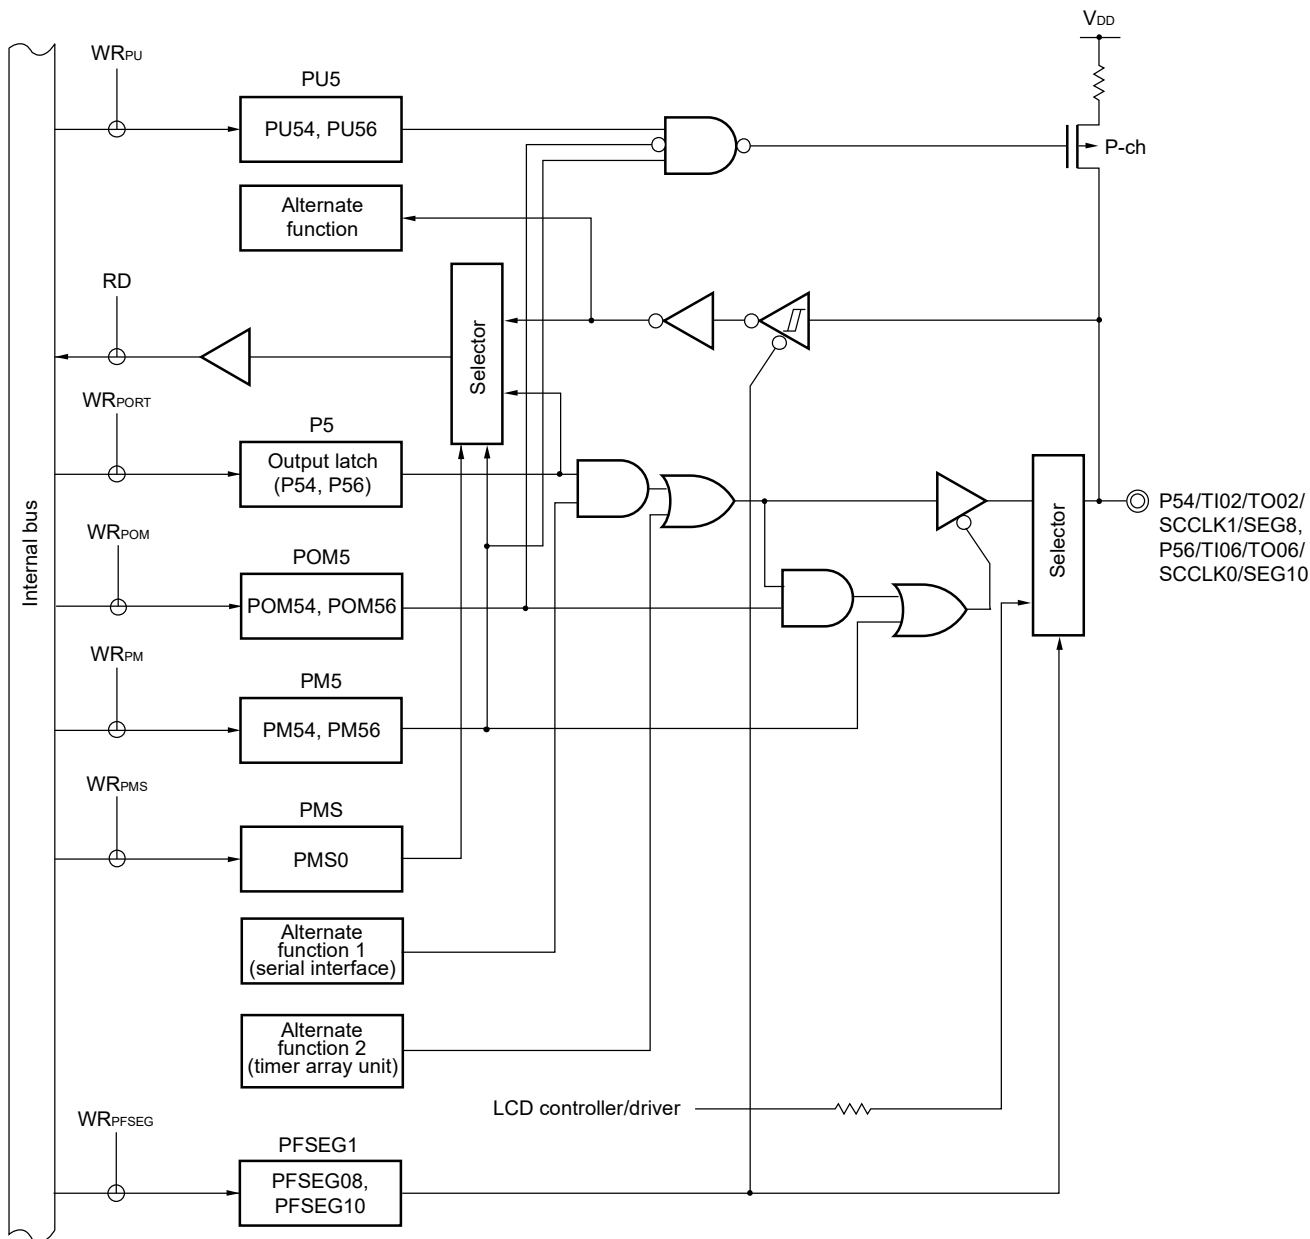 VDD
WRPU
PU5
PU54, PU56
P-ch
Alternate
function
RD
Selector
WRPORT
P5
Output latch
(P54, P56)
Internal bus
Selector
P54/TI02/TO02/
SCCLK1/SEG8,
P56/TI06/TO06/
SCCLK0/SEG10
WRPOM
POM5
POM54, POM56
WRPM
PM5
PM54, PM56
WRPMS
PMS
PMS0
Alternate
function 1
(serial interface)
Alternate
function 2
(timer array unit)
LCD controller/driver
WRPFSEG
PFSEG1
PFSEG08,
PFSEG10